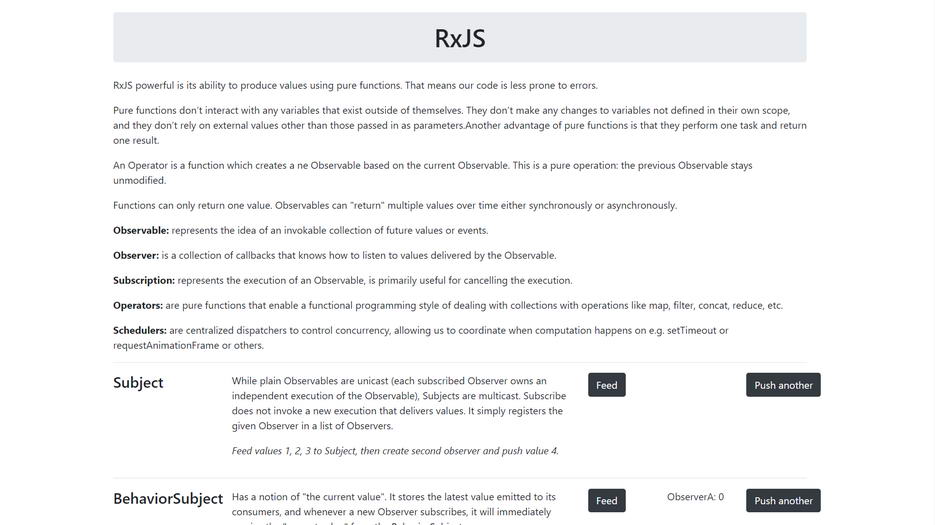 RxJS
RxJS powerful is its ability to produce values using pure functions. That means our code is less prone to errors.
Pure functions don't interact with any variables that exist outside of themselves. They don't make any changes to variables not defined in their own scope,
and they don't rely on external values other than those passed in as parameters.Another advantage of pure functions is that they perform one task and return
one result.
An Operator is a function which creates a ne Observable based on the current Observable. This is a pure operation: the previous Observable stays
unmodified.
Functions can only return one value. Observables can "return" multiple values over time either synchronously or asynchronously.
Observable: represents the idea of an invokable collection of future values or events.
Observer: is a collection of callbacks that knows how to listen to values delivered by the Observable.
Subscription: represents the execution of an Observable, is primarily useful for cancelling the execution.
Operators: are pure functions that enable a functional programming style of dealing with collections with operations like map, filter, concat, reduce, etc.
Schedulers: are centralized dispatchers to control concurrency, allowing us to coordinate when computation happens on e.g. setTimeout or
requestAnimationFrame or others.
Subject
While plain Observables are unicast (each subscribed Observer owns an
independent execution of the Observable), Subjects are multicast. Subscribe
does not invoke a new execution that delivers values. It simply registers the
given Observer in a list of Observers.
Feed values 1, 2, 3 to Subject, then create second observer and push value 4.
Feed
Push another
BehaviorSubject
Has a notion of "the current value". It stores the latest value emitted to its
consumers, and whenever a new Observer subscribes, it will immediately
Feed
ObserverA: 0
Push another